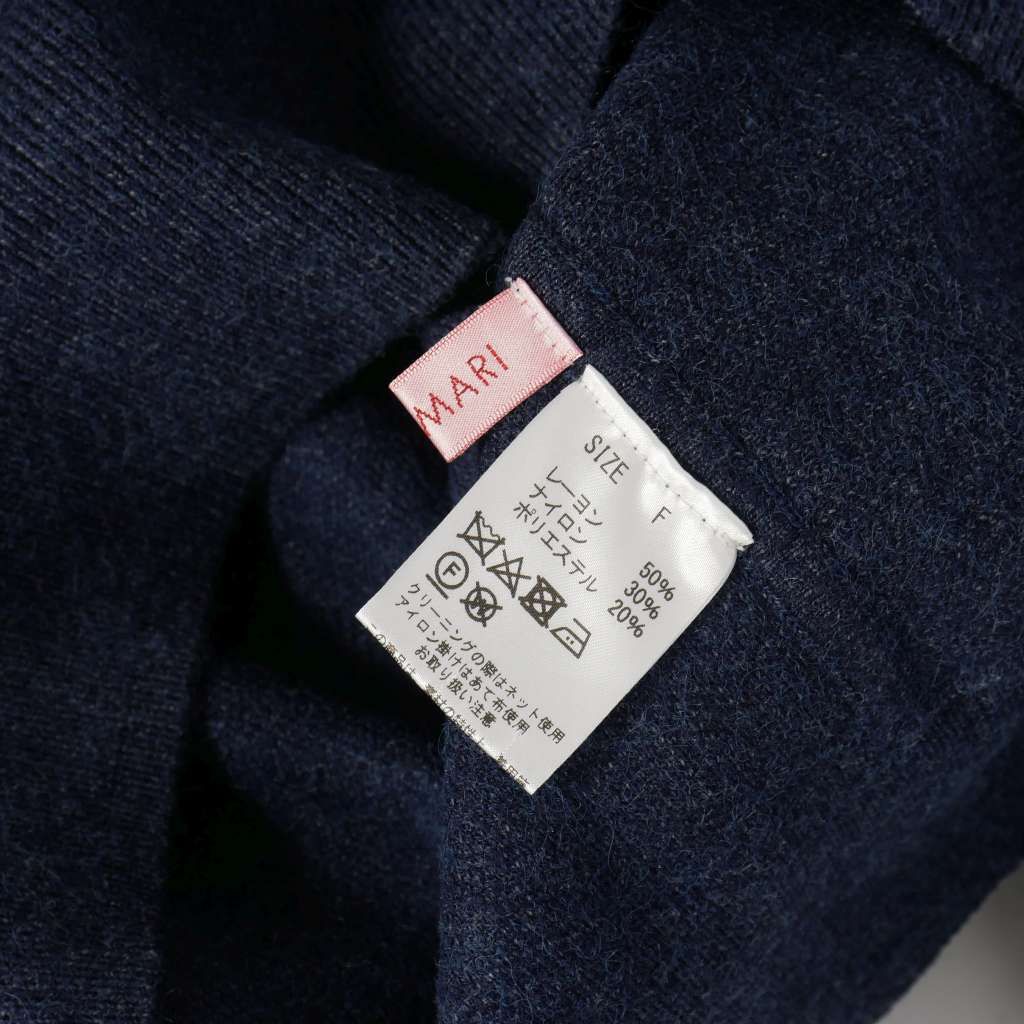 MARI
SIZE F
レーヨン 50%
ナイロン 30%
ポリエステル 20%
F
クリーニングの際はネット使用
アイロン掛けはあて布使用
お取り扱い注意